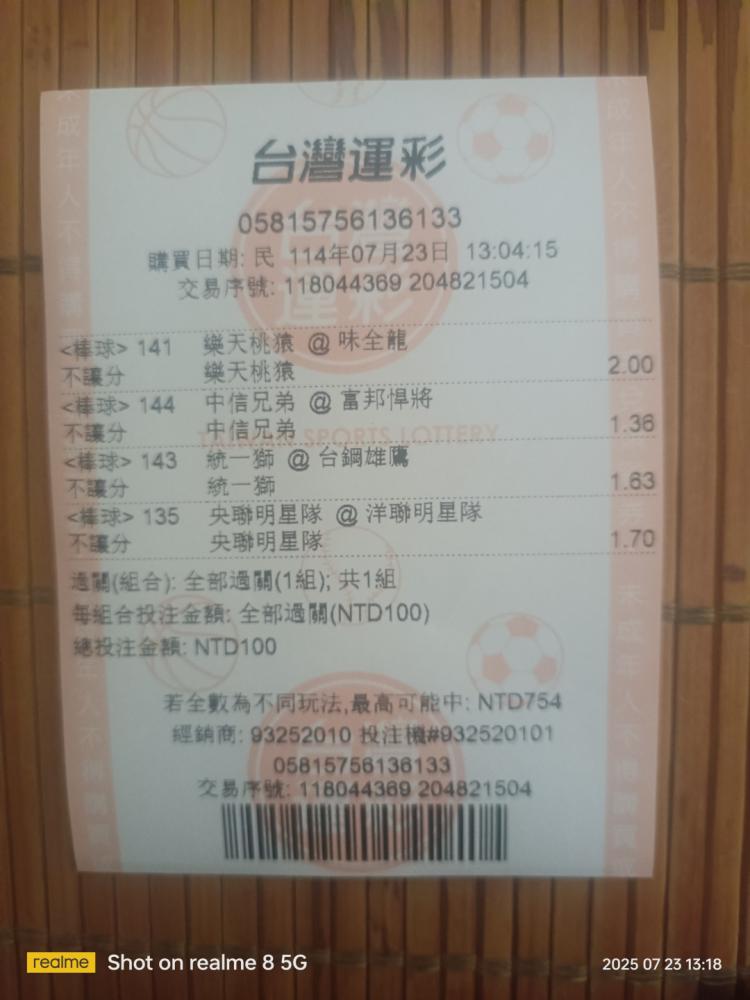 台灣運彩
05815756136133
購買日期: 民 114年07月23日 13:04:15
交易序號: 118044369 204821504
<棒球> 141 樂天桃猿 @ 味全龍
不讓分 樂天桃猿 2.00
<棒球> 144 中信兄弟 @ 富邦悍將
不讓分 中信兄弟 1.36
TAIWAN SPORTS LOTTERY
<棒球> 143 統一獅 @ 台鋼雄鷹
不讓分 統一獅 1.63
<棒球> 135 央聯明星隊 @ 洋聯明星隊
不讓分 央聯明星隊 1.70
過關(組合): 全部過關(1組); 共1組
每組合投注金額: 全部過關(NTD100)
總投注金額: NTD100
若全數為不同玩法,最高可能中: NTD754
經銷商: 93252010 投注機#932520101
05815756136133
交易序號: 118044369 204821504
realme Shot on realme 8 5G
2025 07 23 13:18